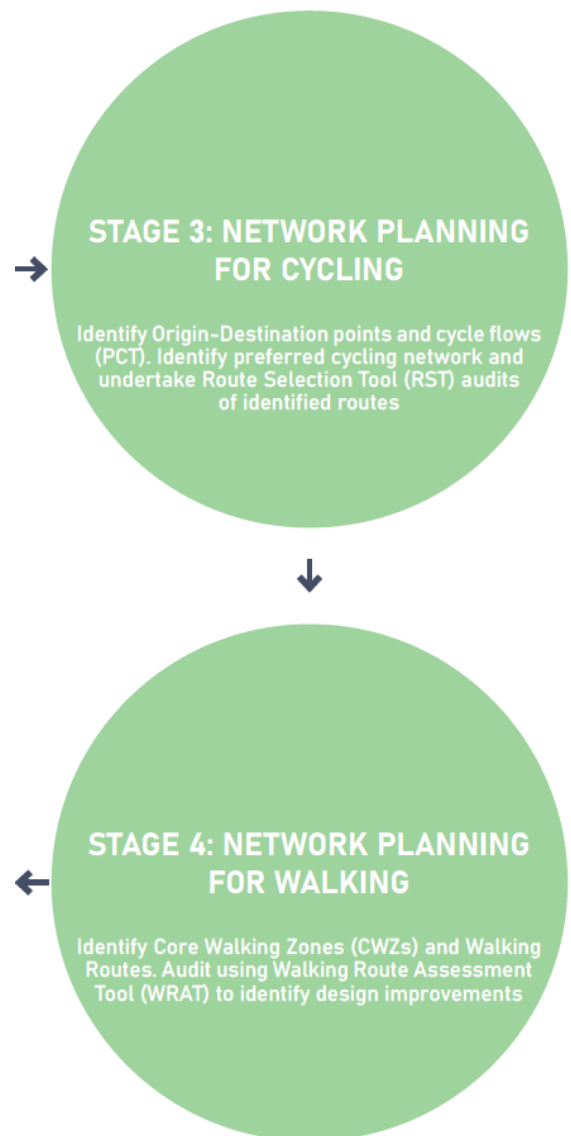 STAGE 3: NETWORK PLANNING
FOR CYCLING
Identify Origin-Destination points and cycle flows
(PCT). Identify preferred cycling network and
undertake Route Selection Tool (RST) audits
of identified routes
STAGE 4: NETWORK PLANNING
FOR WALKING
Identify Core Walking Zones (CWZs) and Walking
Routes. Audit using Walking Route Assessment
Tool (WRAT) to identify design improvements